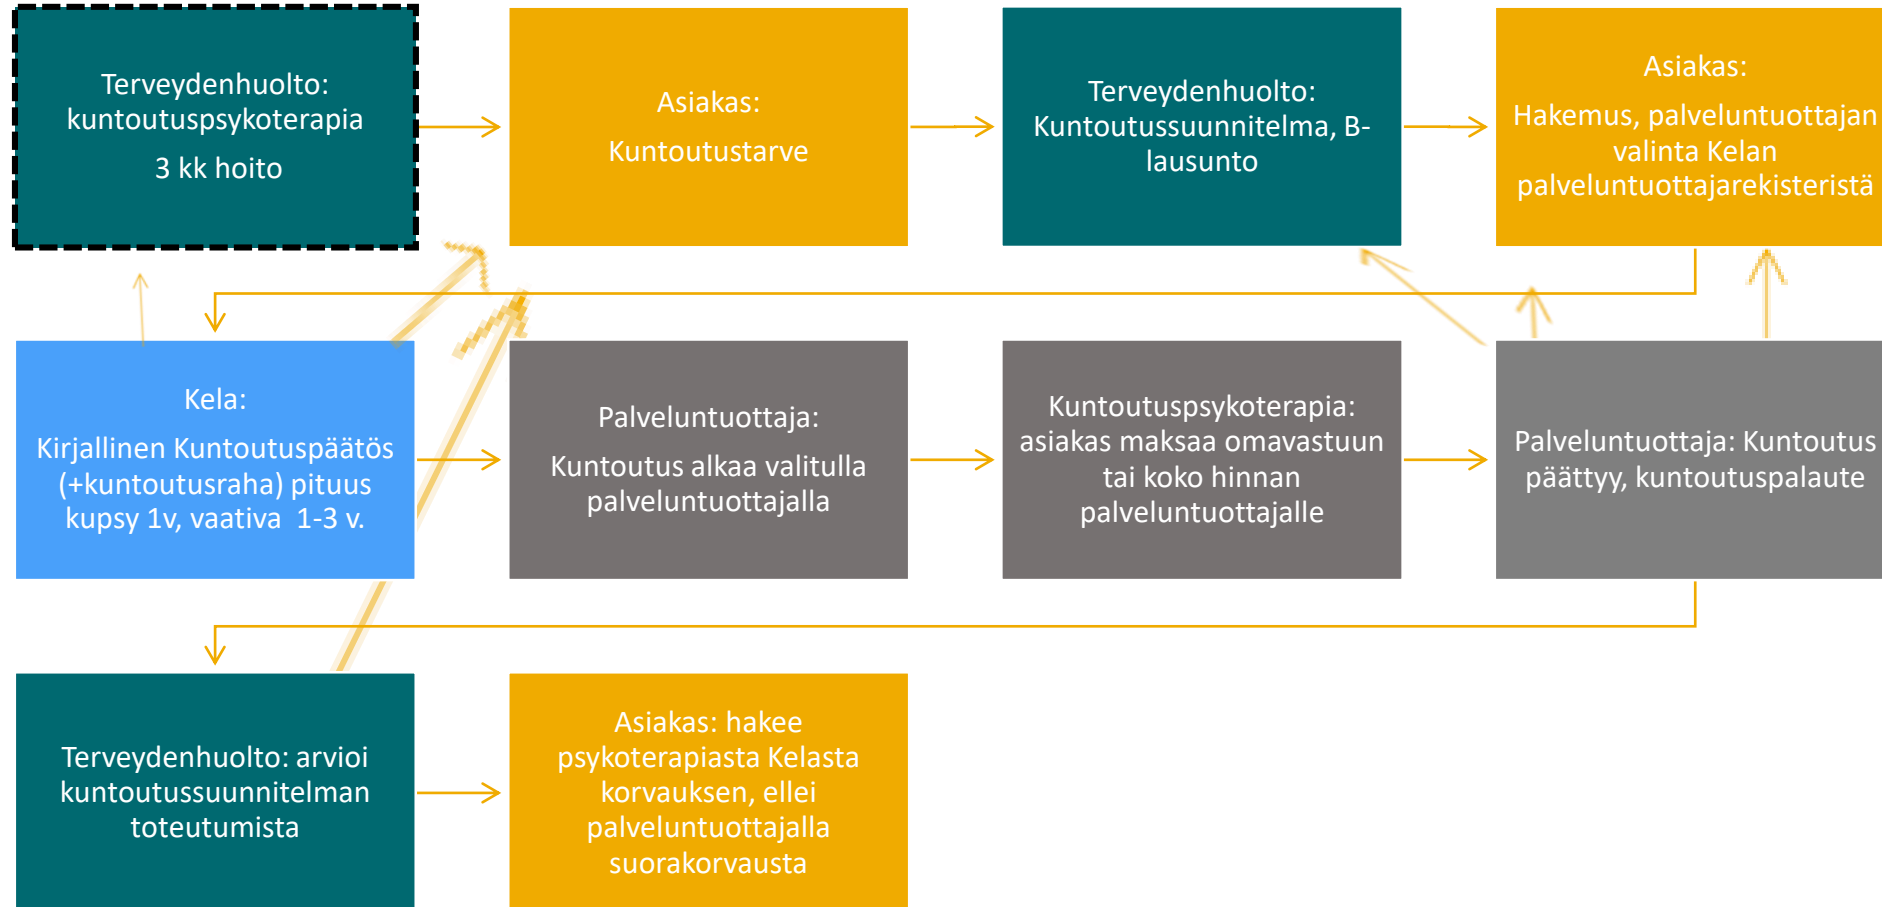 Terveydenhuolto:
kuntoutuspsykoterapia
3 kk hoito
Asiakas:
Kuntoutustarve
Terveydenhuolto:
Kuntoutussuunnitelma, B-
lausunto
Asiakas:
Hakemus, palveluntuottajan
valinta Kelan
palveluntuottajarekisteristä
Kela:
Kirjallinen Kuntoutuspäätös
(+kuntoutusraha) pituus
kupsy 1v, vaativa 1-3 v.
Palveluntuottaja:
Kuntoutus alkaa valitulla
palveluntuottajalla
Kuntoutuspsykoterapia:
asiakas maksaa omavastuun
tai koko hinnan
palveluntuottajalle
Palveluntuottaja: Kuntoutus
päättyy, kuntoutuspalaute
Terveydenhuolto: arvioi
kuntoutussuunnitelman
toteutumista
Asiakas: hakee
psykoterapiasta Kelasta
korvauksen, ellei
palveluntuottajalla
suorakorvausta